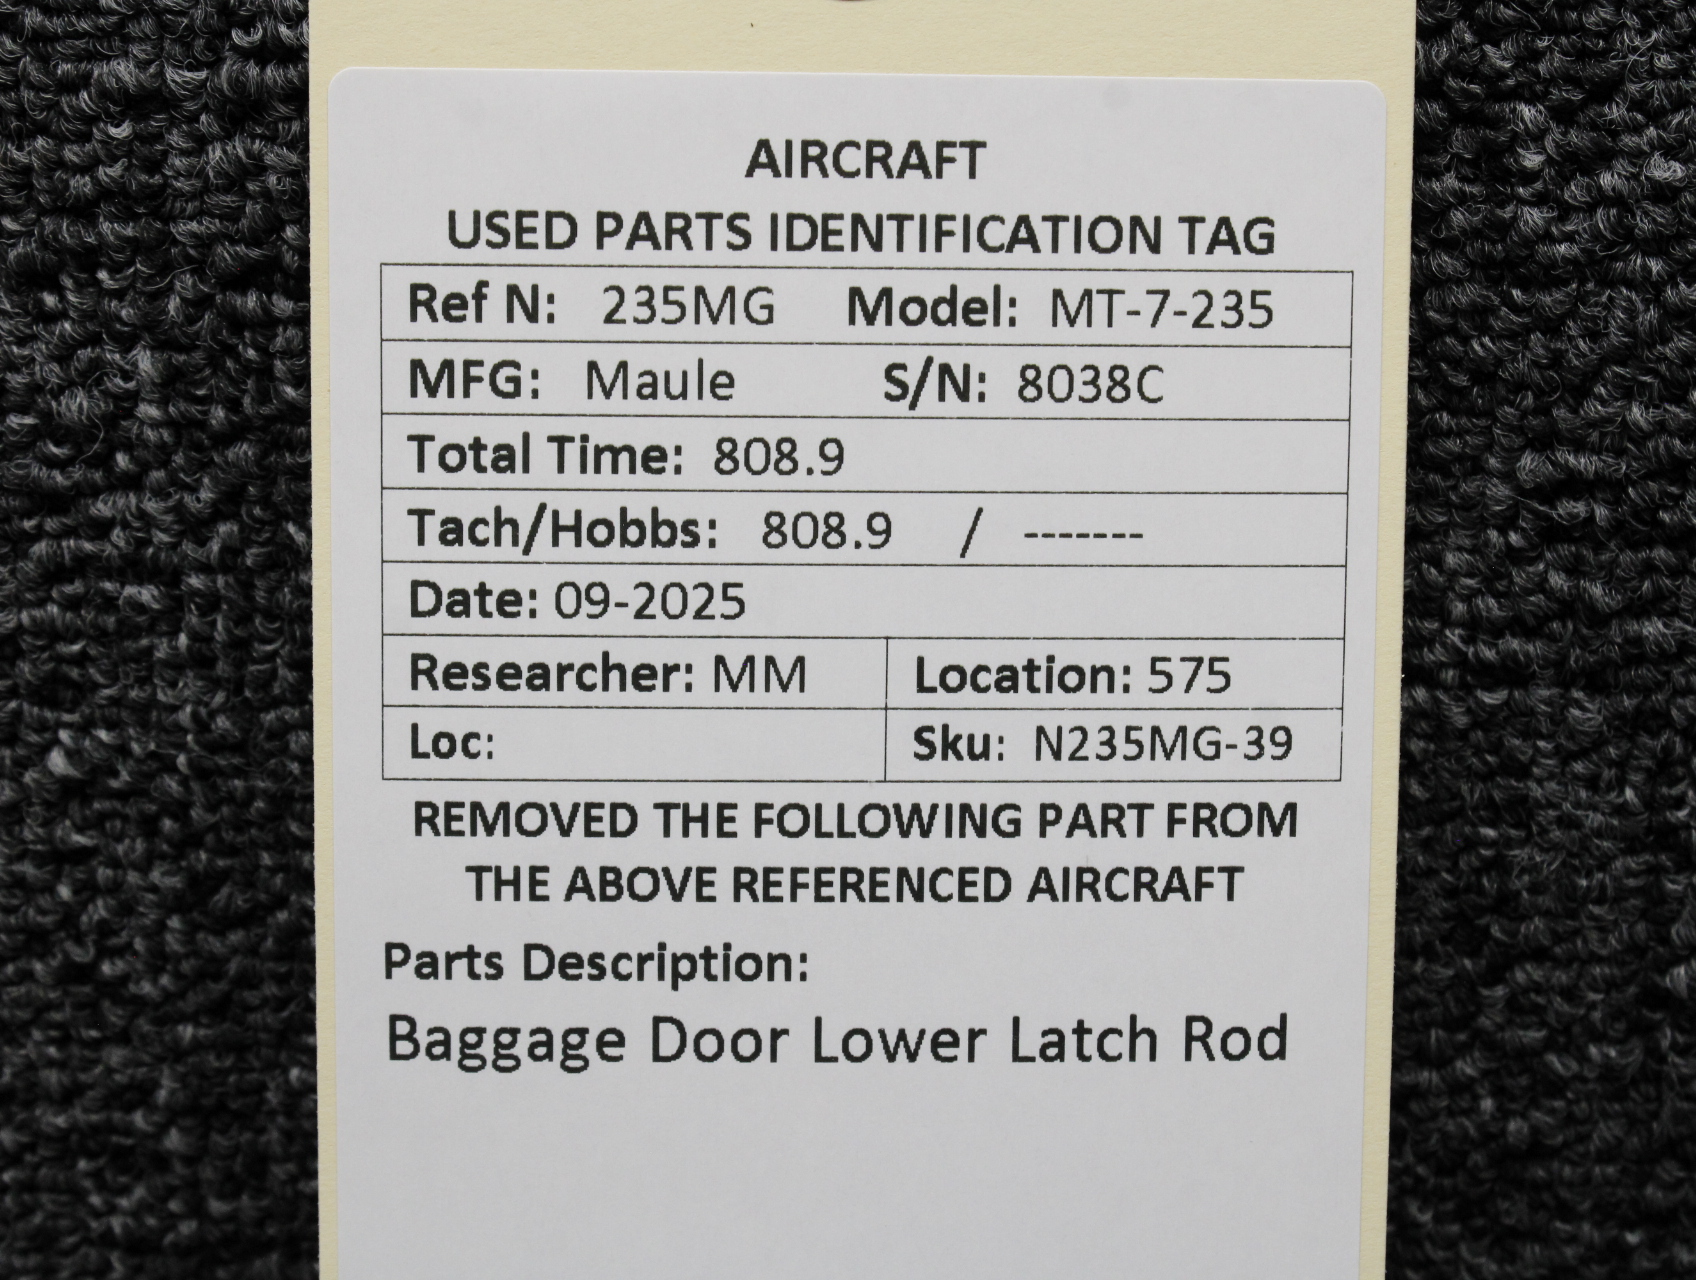 AIRCRAFT
USED PARTS IDENTIFICATION TAG
Ref N: 235MG Model: MT-7-235
MFG: Maule S/N: 8038C
Total Time: 808.9
Tach/Hobbs: 808.9 / -------
Date: 09-2025
Researcher: MM Location: 575
Loc: Sku: N235MG-39
REMOVED THE FOLLOWING PART FROM
THE ABOVE REFERENCED AIRCRAFT
Parts Description:
Baggage Door Lower Latch Rod